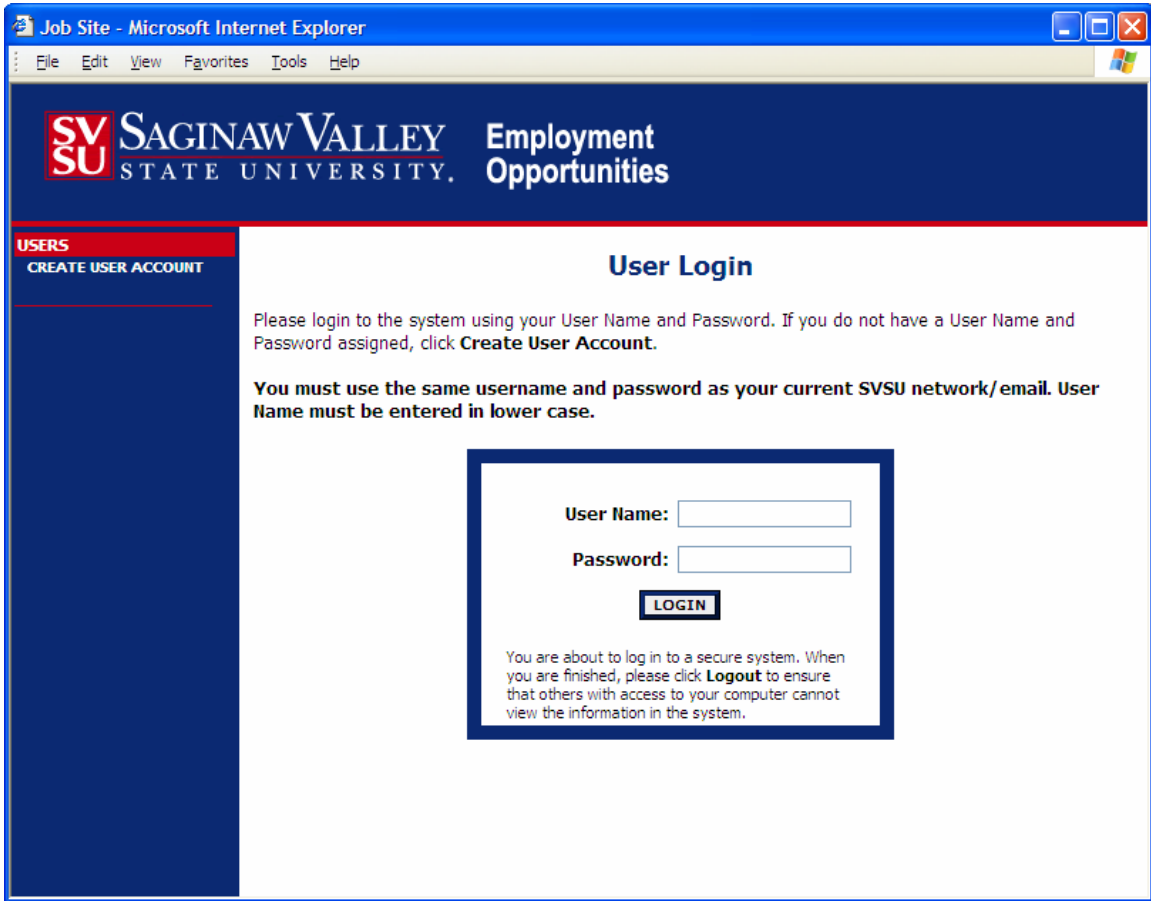 Job Site - Microsoft Internet Explorer
File Edit View Favorites Tools Help
SVSU
SAGINAW VALLEY
STATE UNIVERSITY.
Employment
Opportunities
USERS
CREATE USER ACCOUNT
User Login
Please login to the system using your User Name and Password. If you do not have a User Name and
Password assigned, click Create User Account.
You must use the same username and password as your current SVSU network/email. User
Name must be entered in lower case.
User Name:
Password:
LOGIN
You are about to log in to a secure system. When
you are finished, please click Logout to ensure
that others with access to your computer cannot
view the information in the system.